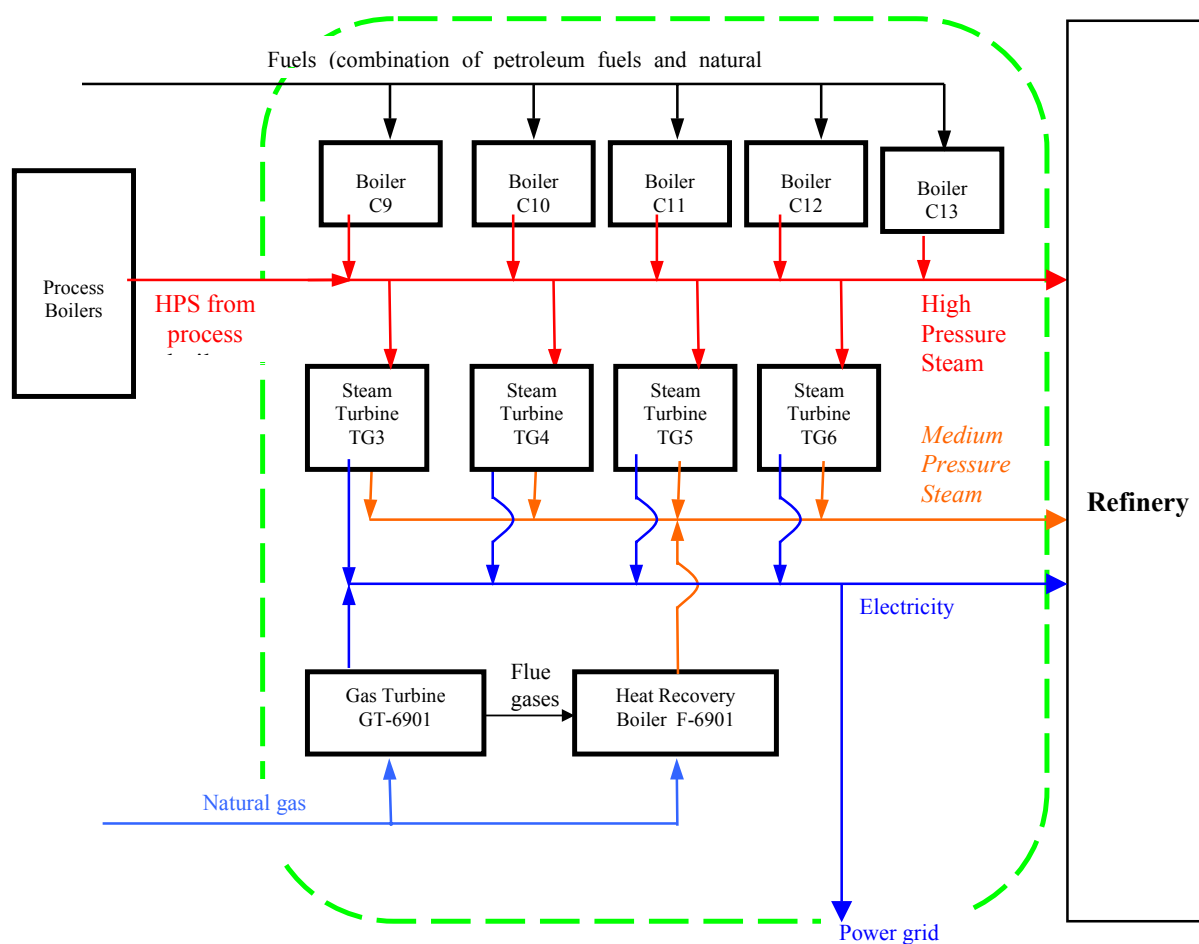 Fuels (combination of petroleum fuels and natural
Boiler
C9
Boiler
C10
Boiler
C11
Boiler
C12
Boiler
C13
Process
Boilers
HPS from
process
High
Pressure
Steam
Steam
Turbine
TG3
Steam
Turbine
TG4
Steam
Turbine
TG5
Steam
Turbine
TG6
Medium
Pressure
Steam
Refinery
Electricity
Gas Turbine
GT-6901
Flue
gases
Heat Recovery
Boiler F-6901
Natural gas
Power grid